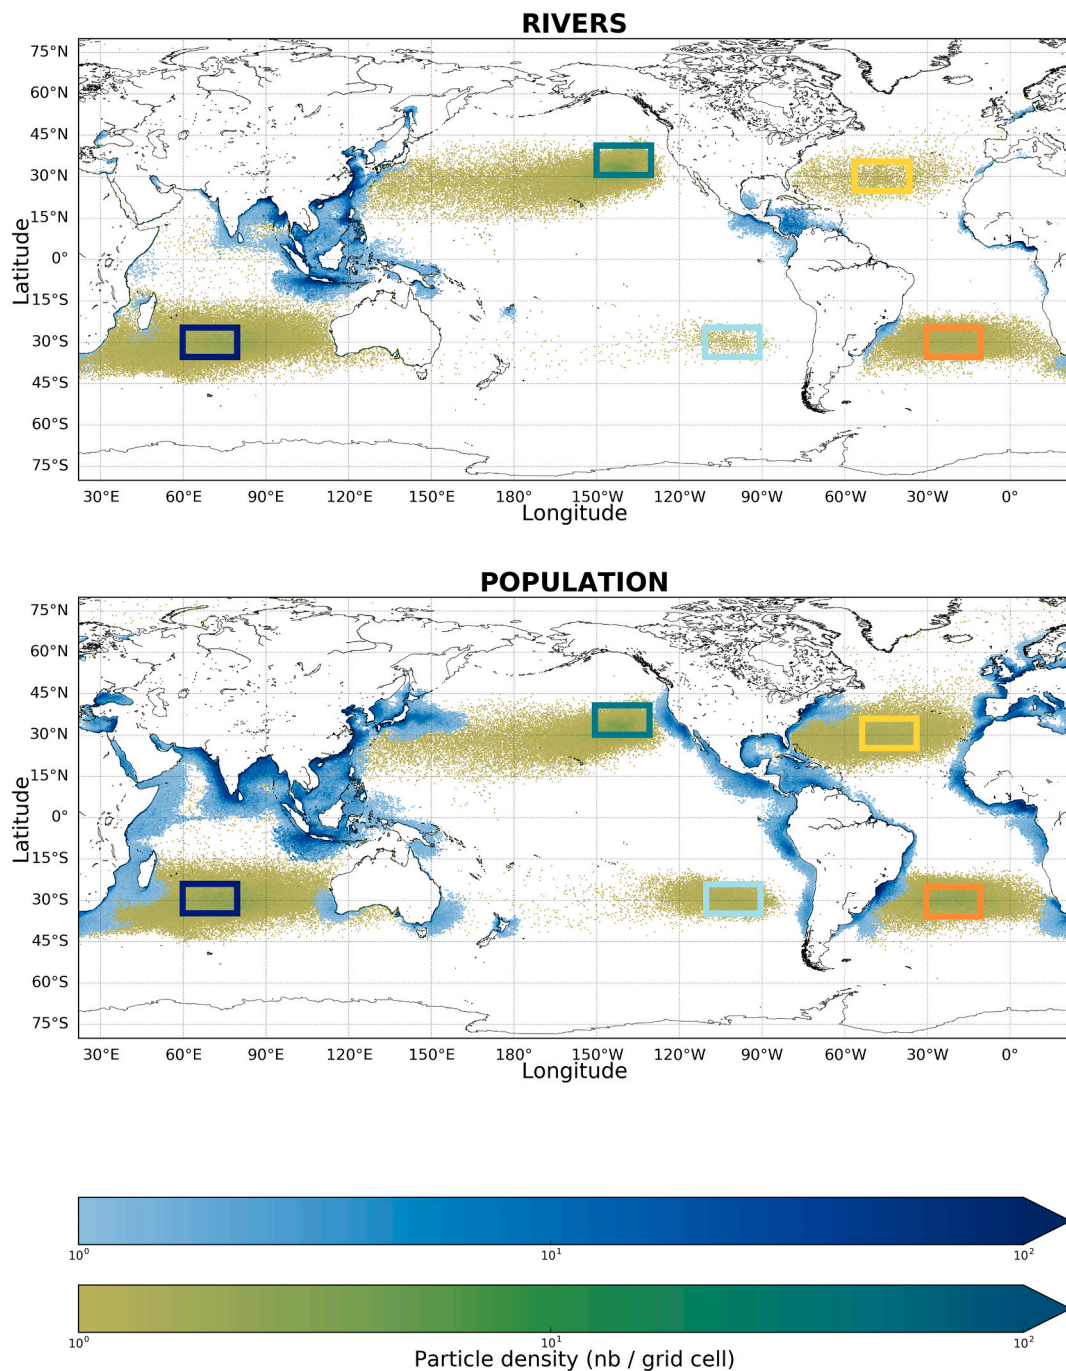 RIVERS
75°N
60°N
45°N
30°N
15°N
0°
15°S
30°S
45°S
60°S
75°S
Latitude
30°E 60°E 90°E 120°E 150°E 180° 150°W 120°W 90°W 60°W 30°W 0°
Longitude
POPULATION
75°N
60°N
45°N
30°N
15°N
0°
15°S
30°S
45°S
60°S
75°S
Latitude
30°E 60°E 90°E 120°E 150°E 180° 150°W 120°W 90°W 60°W 30°W 0°
Longitude
10⁰ 10¹ 10²
10⁰ 10¹ 10²
Particle density (nb / grid cell)